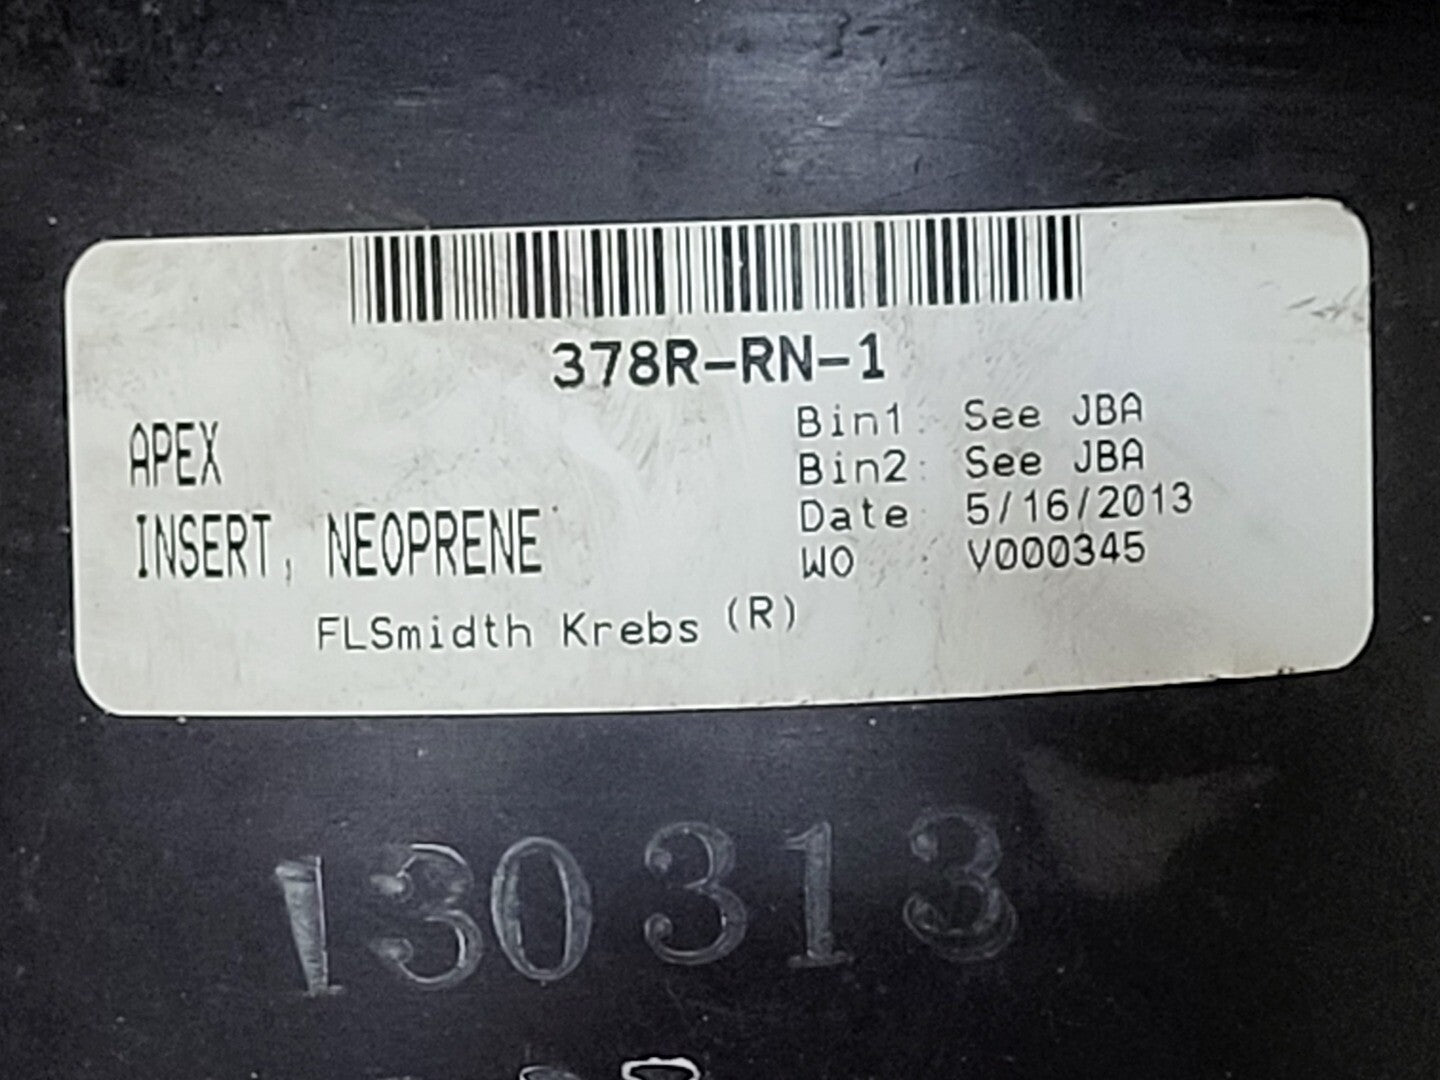 378R-RN-1
APEX
INSERT, NEOPRENE
Bin1: See JBA
Bin2: See JBA
Date: 5/16/2013
WO : V000345
FLSmidth Krebs (R)
130313